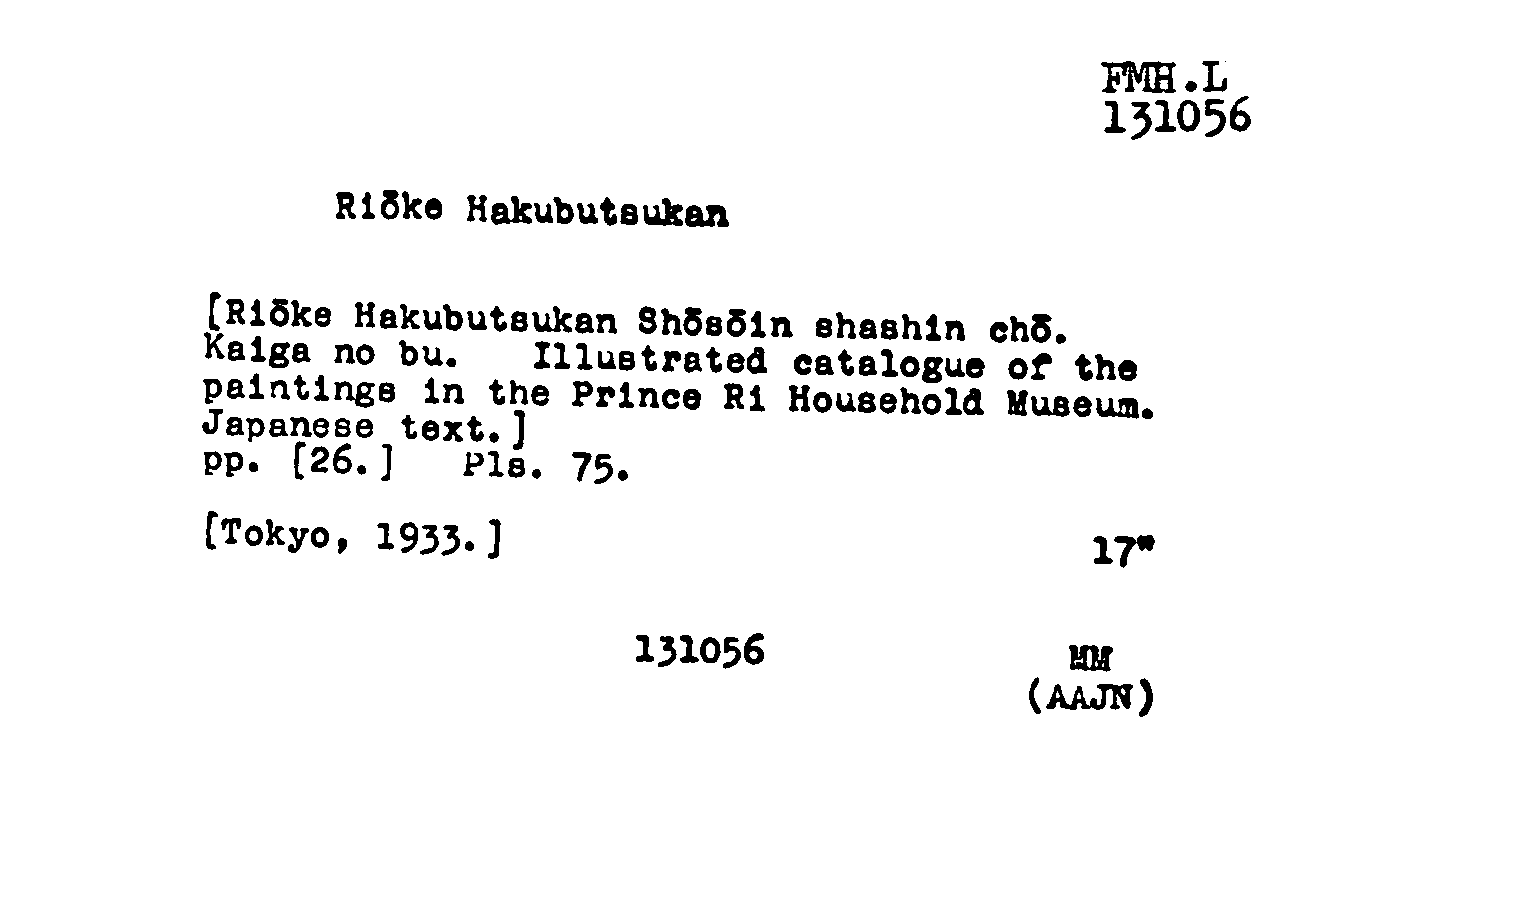 FMH.L
131056
Riōke Hakubutsukan
[Riōke Hakubutsukan Shōsōin shashin chō.
Kaiga no bu. Illustrated catalogue of the
paintings in the Prince Ri Household Museum.
Japanese text.]
pp. [26.] Pls. 75.
[Tokyo, 1933.] 17"
131056 MM
(AAJN)